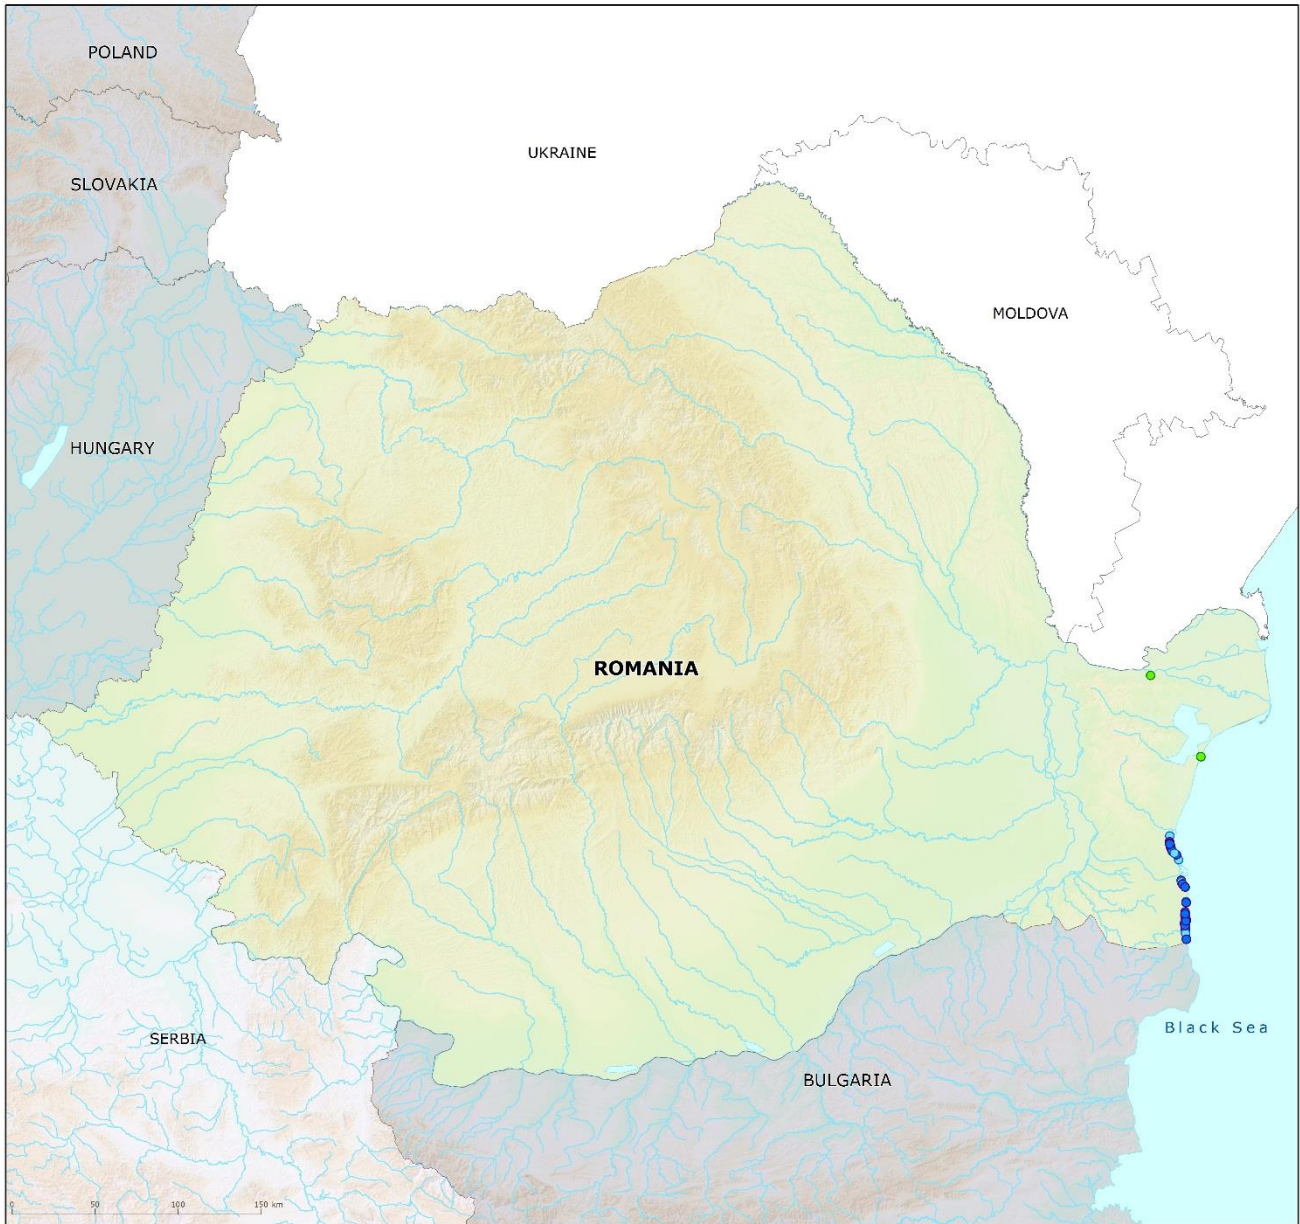 POLAND
UKRAINE
SLOVAKIA
MOLDOVA
HUNGARY
ROMANIA
Black Sea
SERBIA
BULGARIA
0 50 100 150 km